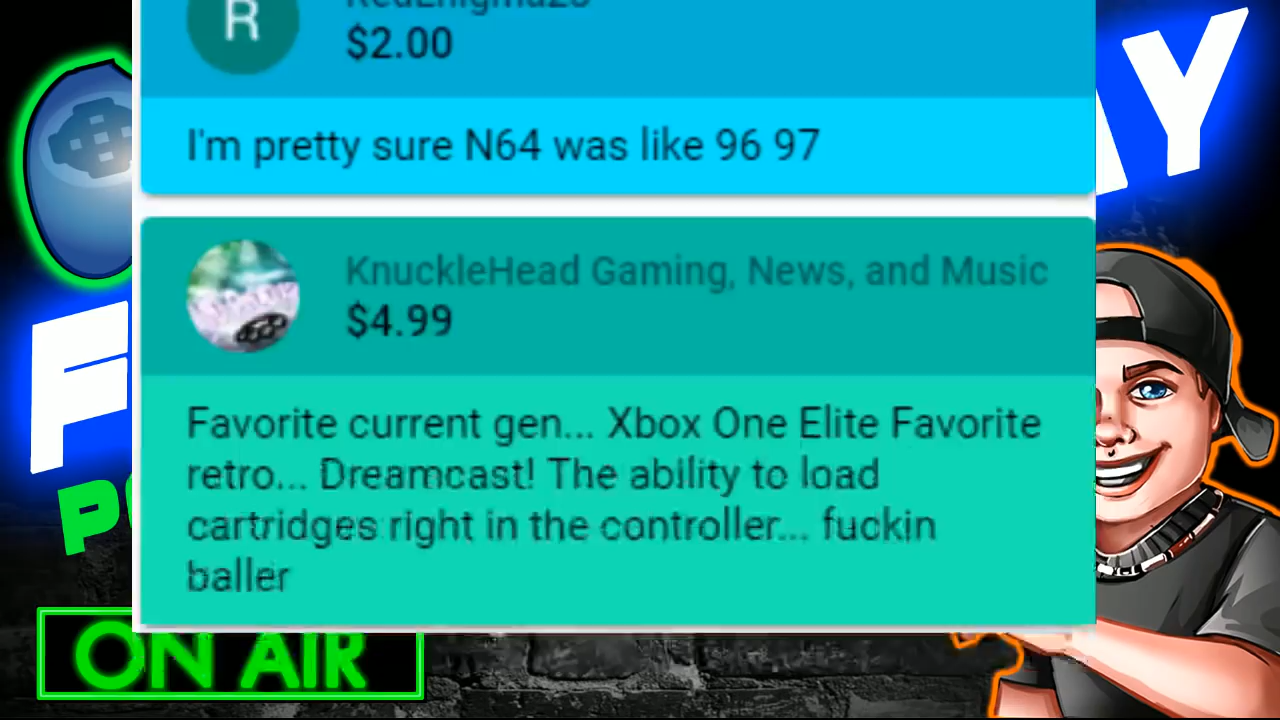 R
$2.00
I'm pretty sure N64 was like 96 97
KnuckleHead Gaming, News, and Music
$4.99
Favorite current gen... Xbox One Elite Favorite
retro... Dreamcast! The ability to load
cartridges right in the controller... fuckin
baller
ON AIR